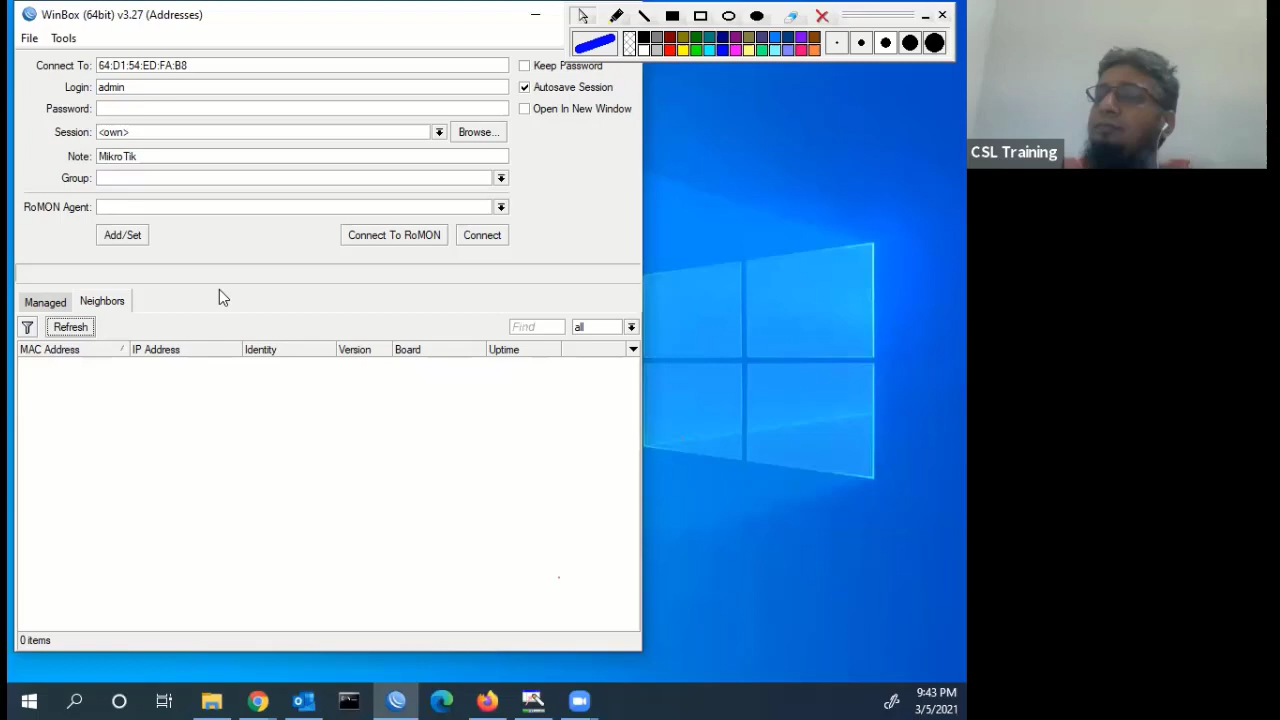 WinBox (64bit) v3.27 (Addresses)
File Tools
Connect To: 64:D1:54:ED:FA:B8
Keep Password
Login: admin
Autosave Session
Password:
Open In New Window
Session: <own>
Browse...
Note: MikroTik
Group:
RoMON Agent:
Add/Set
Connect To RoMON
Connect
Managed
Neighbors
Refresh
Find
all
MAC Address
IP Address
Identity
Version
Board
Uptime
0 items
CSL Training
9:43 PM
3/5/2021